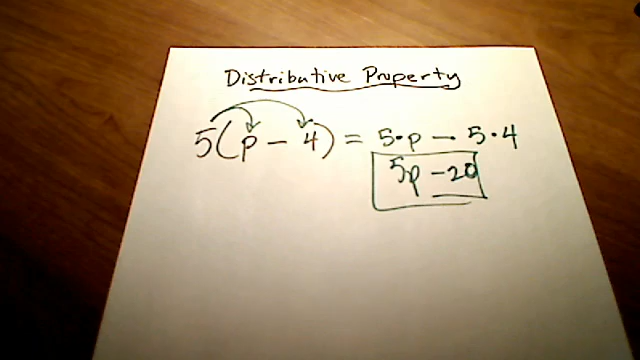 Distributive Property
5(p - 4) = 5•p - 5•4
5p - 20